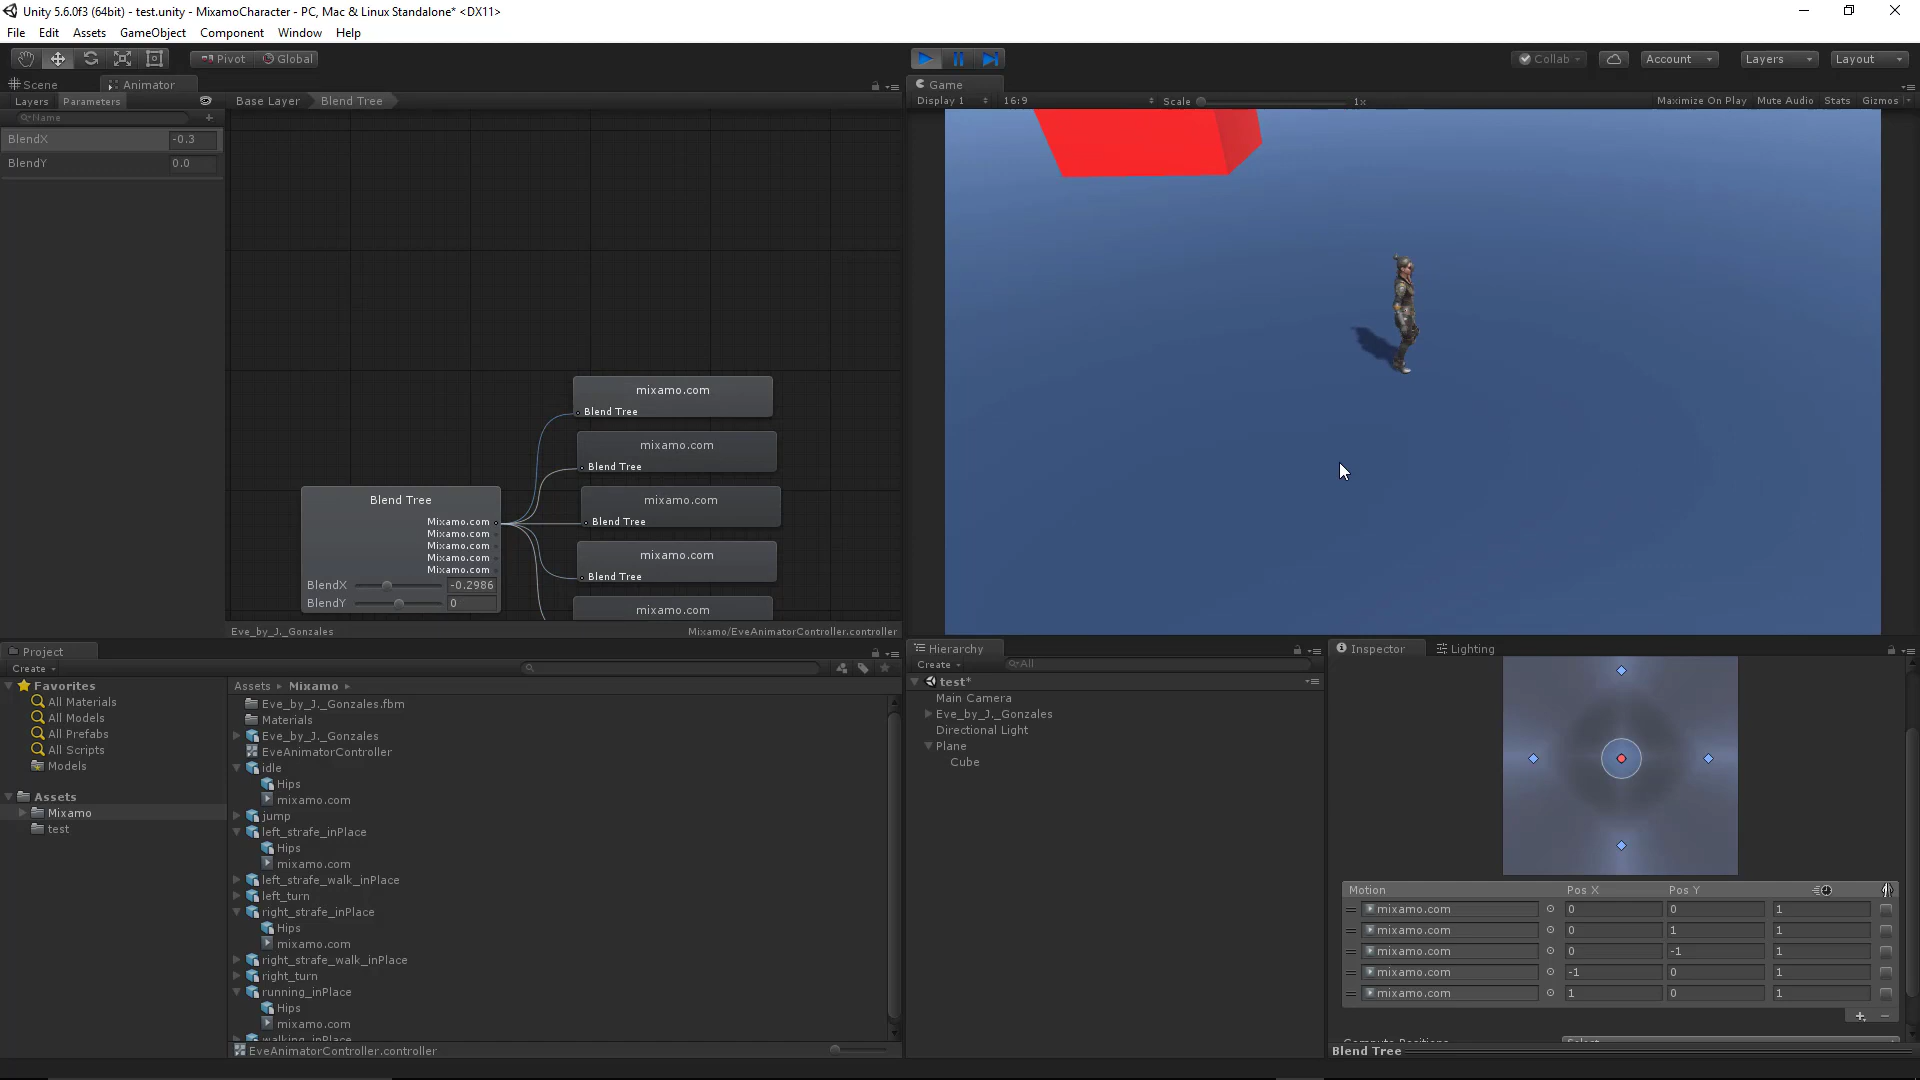 Unity 5.6.0f3 (64bit) - test.unity - MixamoCharacter - PC, Mac & Linux Standalone* <DX11>
File Edit Assets GameObject Component Window Help
Pivot Global
Collab Account Layers Layout
Scene Animator
Layers Parameters
Base Layer Blend Tree
Name
BlendX -0.3
BlendY 0.0
Game
Display 1 16:9 Scale 1x Maximize On Play Mute Audio Stats Gizmos
mixamo.com
Blend Tree
mixamo.com
Blend Tree
mixamo.com
Blend Tree
mixamo.com
Blend Tree
mixamo.com
Blend Tree
Mixamo.com
Mixamo.com
Mixamo.com
Mixamo.com
Mixamo.com
BlendX -0.2986
BlendY 0
Eve_by_J._Gonzales Mixamo/EveAnimatorController.controller
Project
Create
Favorites
All Materials
All Models
All Prefabs
All Scripts
Models
Assets
Mixamo
test
Assets Mixamo
Eve_by_J._Gonzales.fbm
Materials
Eve_by_J._Gonzales
EveAnimatorController
idle
Hips
mixamo.com
jump
left_strafe_inPlace
Hips
mixamo.com
left_strafe_walk_inPlace
left_turn
right_strafe_inPlace
Hips
mixamo.com
right_strafe_walk_inPlace
right_turn
running_inPlace
Hips
mixamo.com
walking_inPlace
EveAnimatorController.controller
Hierarchy
Create All
test*
Main Camera
Eve_by_J._Gonzales
Directional Light
Plane
Cube
Inspector Lighting
Motion Pos X Pos Y
mixamo.com 0 0 1
mixamo.com 0 1 1
mixamo.com 0 -1 1
mixamo.com -1 0 1
mixamo.com 1 0 1
Compute Positions Select
Blend Tree